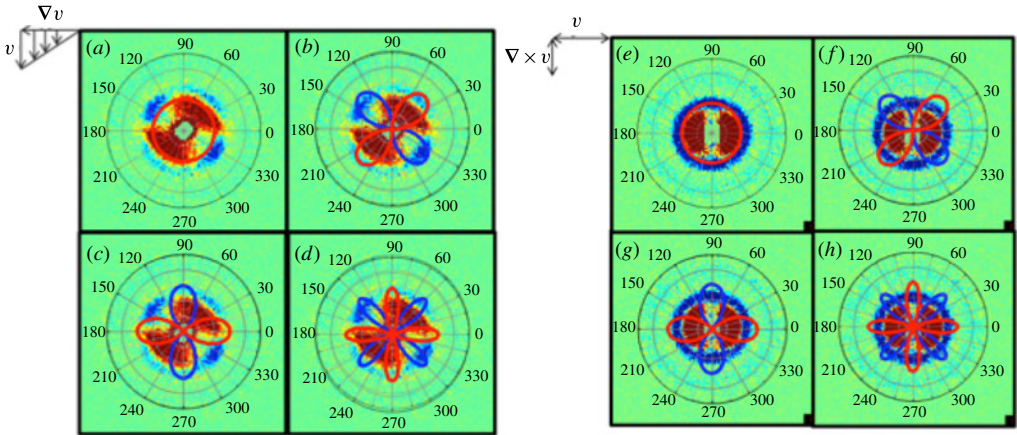 ∇v
v
v
∇ × v
(a) 90 60 30 0 330 300 270 240 210 180 150 120
(b) 90 60 30 0 330 300 270 240 210 180 150 120
(c) 90 60 30 0 330 300 270 240 210 180 150 120
(d) 90 60 30 0 330 300 270 240 210 180 150 120
(e) 90 60 30 0 330 300 270 240 210 180 150 120
(f) 90 60 30 0 330 300 270 240 210 180 150 120
(g) 90 60 30 0 330 300 270 240 210 180 150 120
(h) 90 60 30 0 330 300 270 240 210 180 150 120